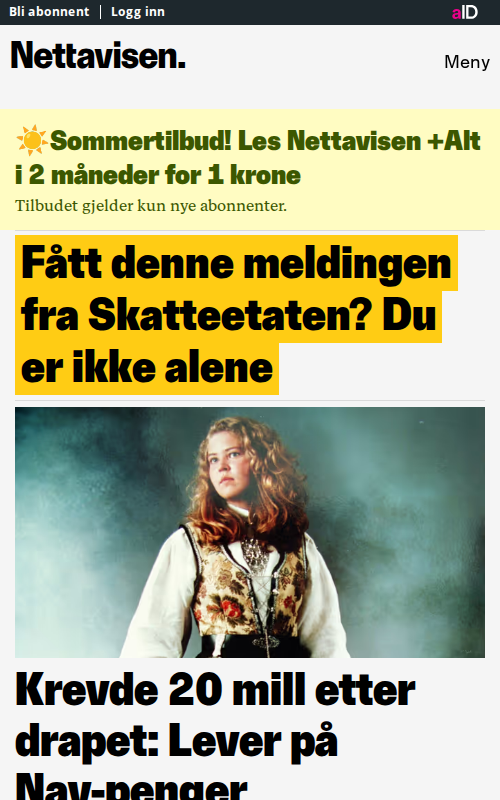 Bli abonnent | Logg inn
aID
Nettavisen.
Meny
☀️Sommertilbud! Les Nettavisen +Alt
i 2 måneder for 1 krone
Tilbudet gjelder kun nye abonnenter.
Fått denne meldingen
fra Skatteetaten? Du
er ikke alene
Krevde 20 mill etter
drapet: Lever på
Nav-penger